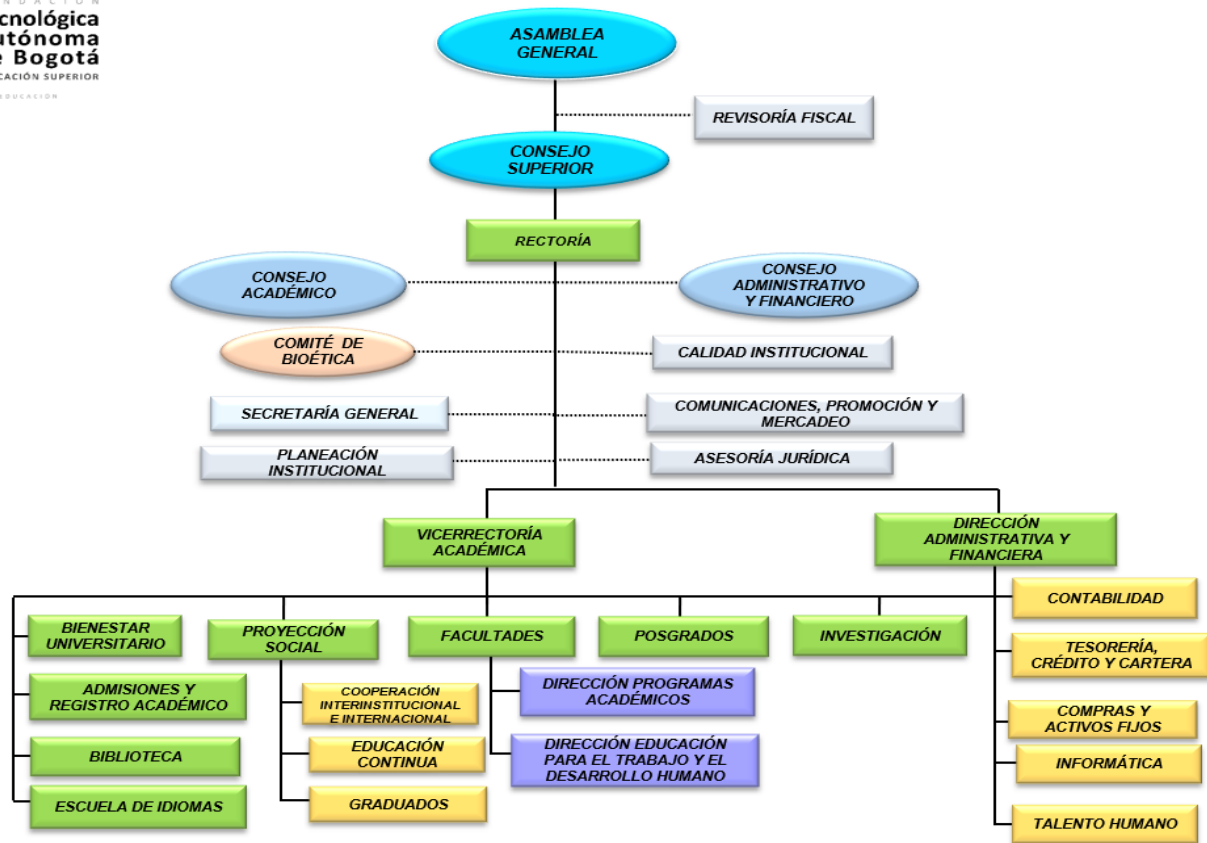 FUNDACIÓN
ecnológica
utónoma
e Bogotá
CACIÓN SUPERIOR
EDUCACIÓN
ASAMBLEA
GENERAL
REVISORÍA FISCAL
CONSEJO
SUPERIOR
RECTORÍA
CONSEJO
ACADÉMICO
CONSEJO
ADMINISTRATIVO
Y FINANCIERO
COMITÉ DE
BIOÉTICA
CALIDAD INSTITUCIONAL
SECRETARÍA GENERAL
COMUNICACIONES, PROMOCIÓN Y
MERCADEO
PLANEACIÓN
INSTITUCIONAL
ASESORÍA JURÍDICA
VICERRECTORÍA
ACADÉMICA
DIRECCIÓN
ADMINISTRATIVA Y
FINANCIERA
BIENESTAR
UNIVERSITARIO
PROYECCIÓN
SOCIAL
FACULTADES
POSGRADOS
INVESTIGACIÓN
CONTABILIDAD
TESORERÍA,
CRÉDITO Y CARTERA
ADMISIONES Y
REGISTRO ACADÉMICO
COOPERACIÓN
INTERINSTITUCIONAL
E INTERNACIONAL
DIRECCIÓN PROGRAMAS
ACADÉMICOS
COMPRAS Y
ACTIVOS FIJOS
BIBLIOTECA
EDUCACIÓN
CONTINUA
DIRECCIÓN EDUCACIÓN
PARA EL TRABAJO Y EL
DESARROLLO HUMANO
INFORMÁTICA
ESCUELA DE IDIOMAS
GRADUADOS
TALENTO HUMANO